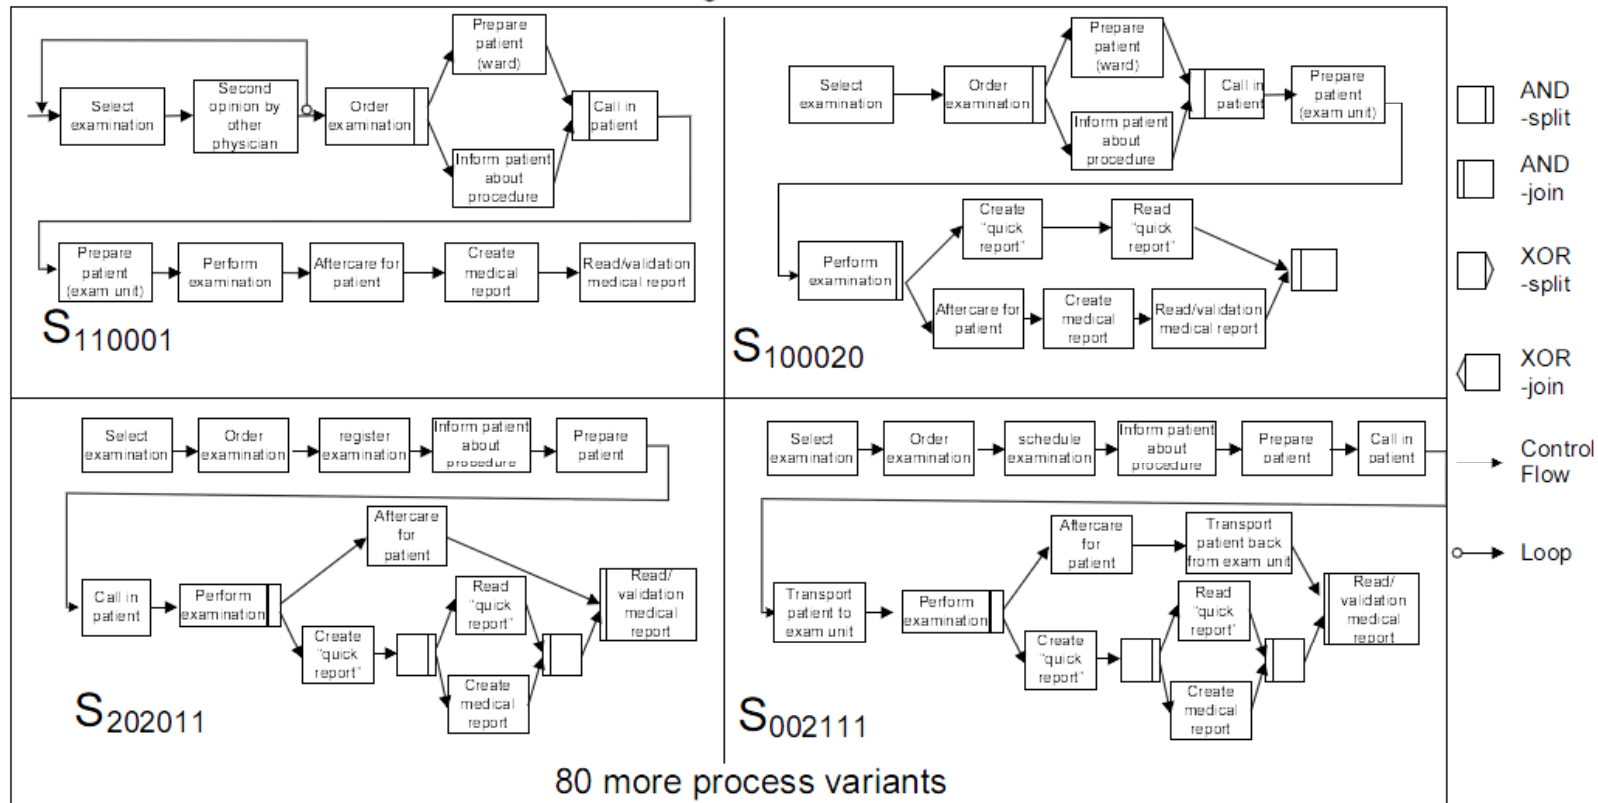 Select
examination
Second
opinion by
other
physician
Order
examination
Prepare
patient
(ward)
Inform patient
about
procedure
Call in
patient
Prepare
patient
(exam unit)
Perform
examination
Aftercare for
patient
Create
medical
report
Read/validation
medical report
S110001
Select
examination
Order
examination
Prepare
patient
(ward)
Inform patient
about
procedure
Call in
patient
Prepare
patient
(exam unit)
Perform
examination
Create
"quick
report"
Read
"quick
report"
Aftercare for
patient
Create
medical
report
Read/validation
medical report
S100020
Select
examination
Order
examination
register
examination
Inform patient
about
procedure
Prepare
patient
Call in
patient
Perform
examination
Aftercare
for
patient
Create
"quick
report"
Read
"quick
report"
Create
medical
report
Read/
validation
medical
report
S202011
Select
examination
Order
examination
schedule
examination
Inform patient
about
procedure
Prepare
patient
Call in
patient
Transport
patient to
exam unit
Perform
examination
Aftercare
for
patient
Transport
patient back
from exam unit
Create
"quick
report"
Read
"quick
report"
Create
medical
report
Read/
validation
medical
report
S002111
80 more process variants
AND
-split
AND
-join
XOR
-split
XOR
-join
Control
Flow
Loop